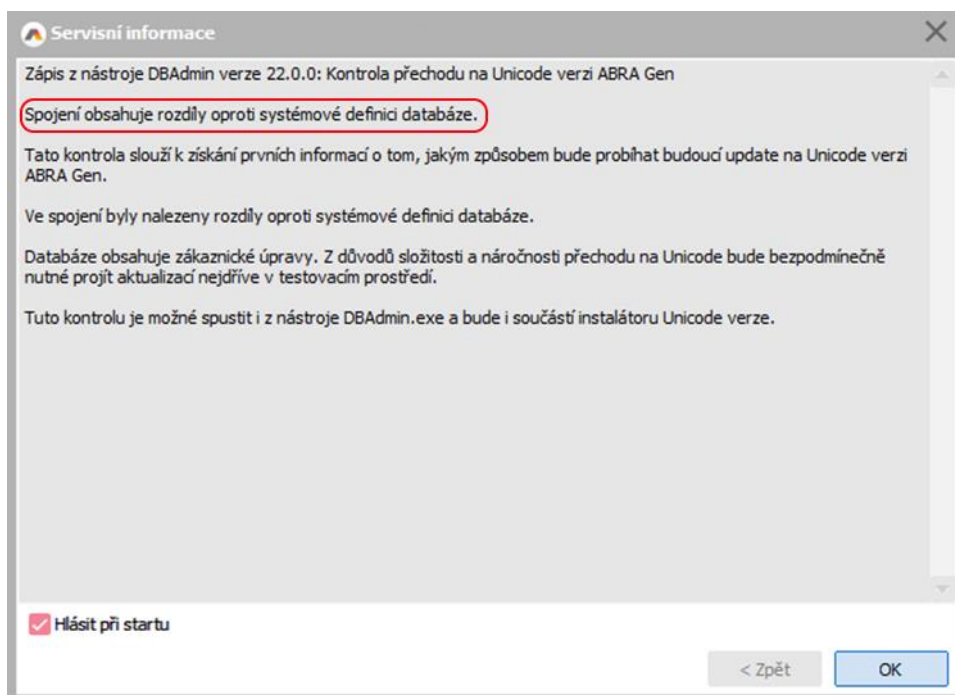 Servisní informace
Zápis z nástroje DBAdmin verze 22.0.0: Kontrola přechodu na Unicode verzi ABRA Gen
Spojení obsahuje rozdíly oproti systémové definici databáze.
Tato kontrola slouží k získání prvních informací o tom, jakým způsobem bude probíhat budoucí update na Unicode verzi
ABRA Gen.
Ve spojení byly nalezeny rozdíly oproti systémové definici databáze.
Databáze obsahuje zákaznické úpravy. Z důvodů složitosti a náročnosti přechodu na Unicode bude bezpodmínečně
nutné projít aktualizací nejdříve v testovacím prostředí.
Tuto kontrolu je možné spustit i z nástroje DBAdmin.exe a bude i součástí instalátoru Unicode verze.
Hlásit při startu
< Zpět
OK